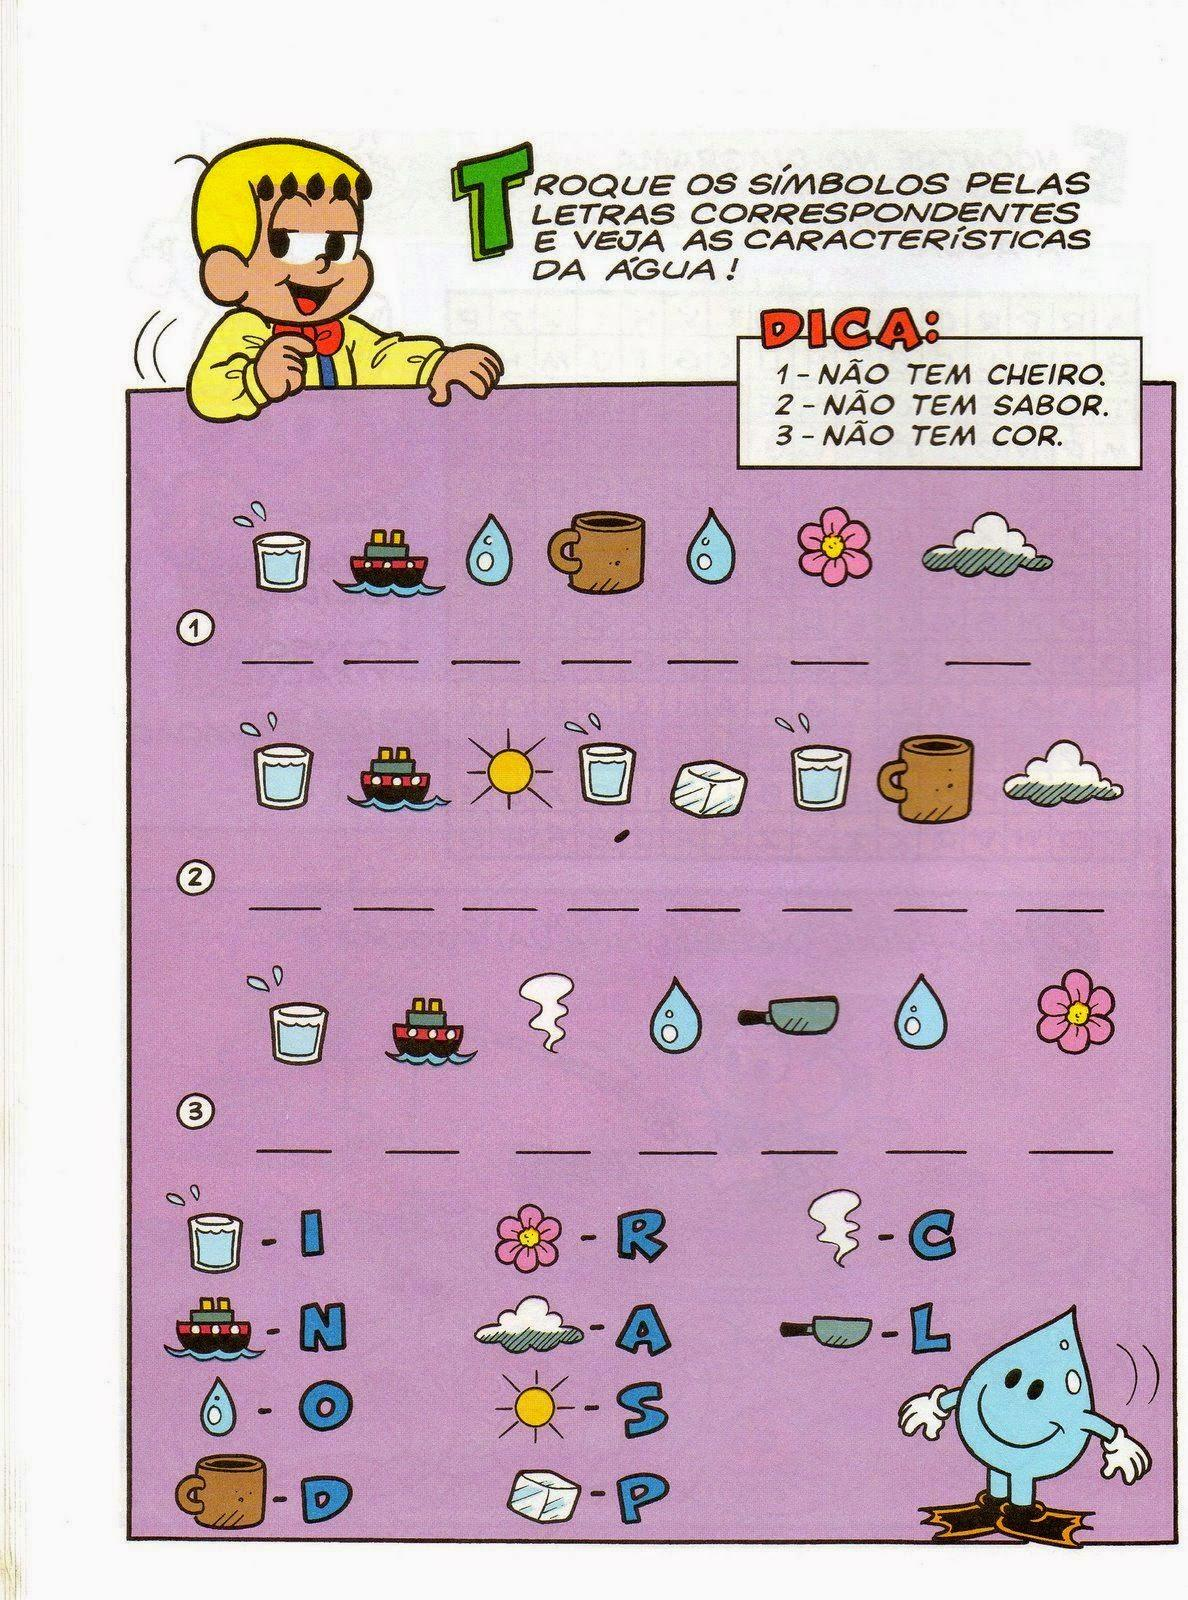 TROQUE OS SÍMBOLOS PELAS
LETRAS CORRESPONDENTES
E VEJA AS CARACTERÍSTICAS
DA ÁGUA!
DICA:
1 - NÃO TEM CHEIRO.
2 - NÃO TEM SABOR.
3 - NÃO TEM COR.
1
2
3
- I - R - C
- N - A - L
- O - S
- D - P